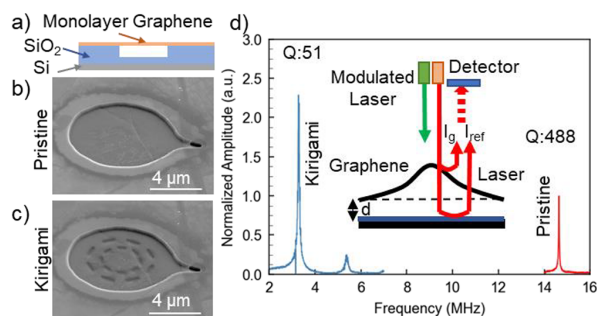 a)
Monolayer Graphene
SiO₂
Si
b)
Pristine
4 μm
c)
Kirigami
4 μm
d)
Q:51
Normalized Amplitude (a.u.)
3.0
2.5
2.0
1.5
1.0
0.5
0.0
Kirigami
Modulated
Laser
Detector
Ig
Iref
Graphene
Laser
d
Q:488
Pristine
2
4
6
8
10
12
14
16
Frequency (MHz)